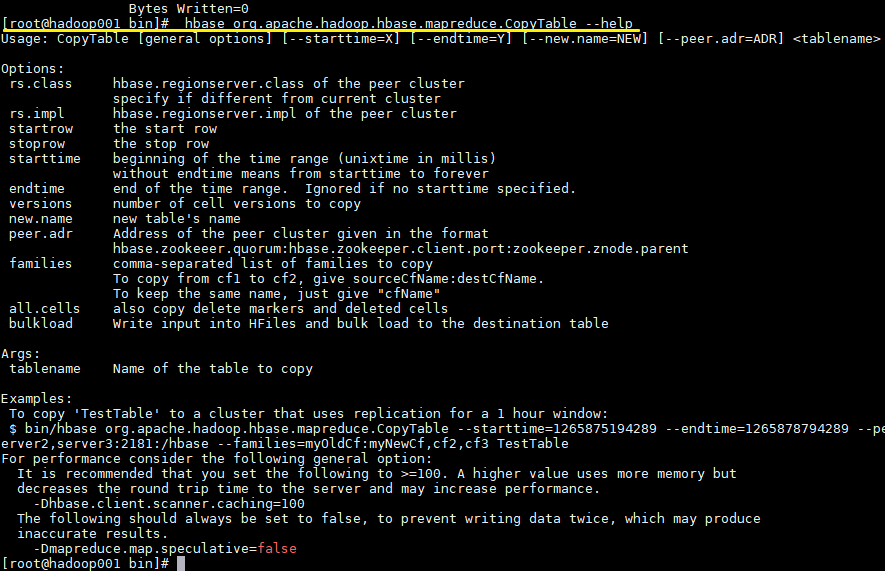 Bytes Written=0
[root@hadoop001 bin]#  hbase org.apache.hadoop.hbase.mapreduce.CopyTable --help
Usage: CopyTable [general options] [--starttime=X] [--endtime=Y] [--new.name=NEW] [--peer.adr=ADR] <tablename>
Options:
rs.class     hbase.regionserver.class of the peer cluster
specify if different from current cluster
rs.impl      hbase.regionserver.impl of the peer cluster
startrow     the start row
stoprow      the stop row
starttime    beginning of the time range (unixtime in millis)
without endtime means from starttime to forever
endtime      end of the time range.  Ignored if no starttime specified.
versions     number of cell versions to copy
new.name     new table's name
peer.adr     Address of the peer cluster given in the format
hbase.zookeeer.quorum:hbase.zookeeper.client.port:zookeeper.znode.parent
families     comma-separated list of families to copy
To copy from cf1 to cf2, give sourceCfName:destCfName.
To keep the same name, just give "cfName"
all.cells    also copy delete markers and deleted cells
bulkload     Write input into HFiles and bulk load to the destination table
Args:
tablename    Name of the table to copy
Examples:
To copy 'TestTable' to a cluster that uses replication for a 1 hour window:
$ bin/hbase org.apache.hadoop.hbase.mapreduce.CopyTable --starttime=1265875194289 --endtime=1265878794289 --pe
erver2,server3:2181:/hbase --families=myOldCf:myNewCf,cf2,cf3 TestTable
For performance consider the following general option:
It is recommended that you set the following to >=100. A higher value uses more memory but
decreases the round trip time to the server and may increase performance.
-Dhbase.client.scanner.caching=100
The following should always be set to false, to prevent writing data twice, which may produce
inaccurate results.
-Dmapreduce.map.speculative=false
[root@hadoop001 bin]#